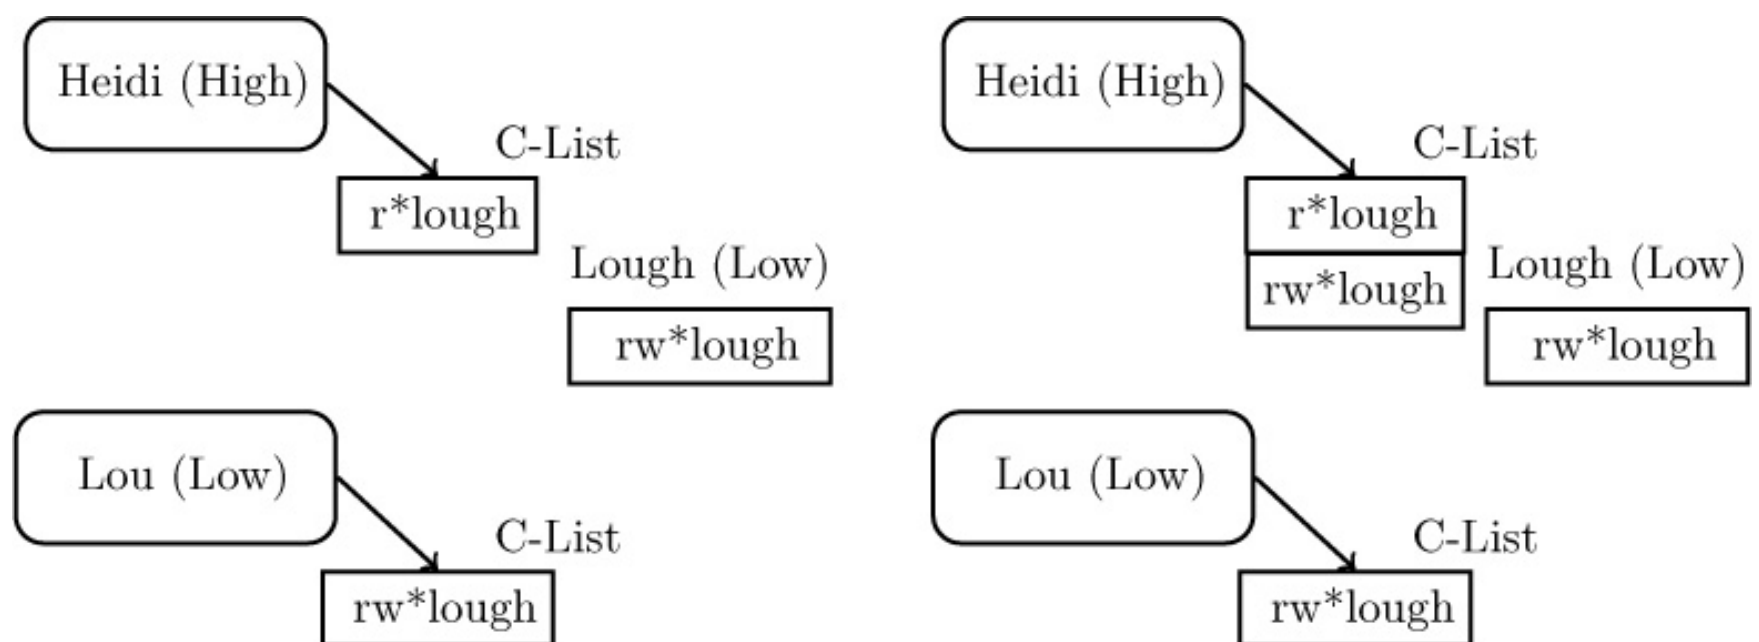 Heidi (High)
C-List
r*lough
Lough (Low)
rw*lough
Lou (Low)
C-List
rw*lough
Heidi (High)
C-List
r*lough
rw*lough
Lough (Low)
rw*lough
Lou (Low)
C-List
rw*lough